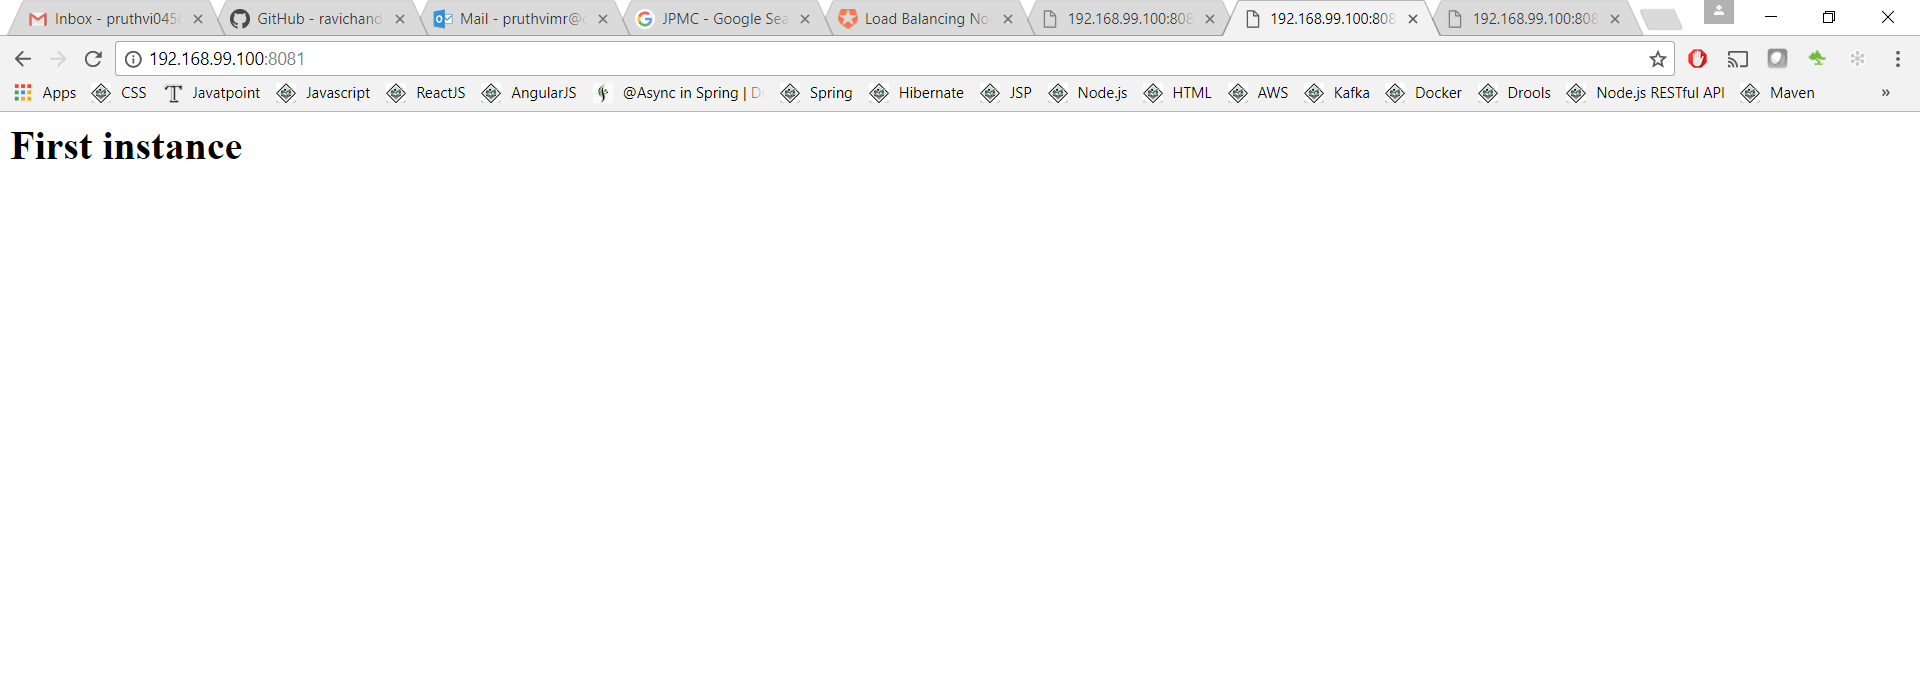 Inbox - pruthvi045 GitHub - ravichand Mail - pruthvimr@ JPMC - Google Sea Load Balancing No 192.168.99.100:808 192.168.99.100:808 192.168.99.100:808
192.168.99.100:8081
Apps CSS Javatpoint Javascript ReactJS AngularJS @Async in Spring | D Spring Hibernate JSP Node.js HTML AWS Kafka Docker Drools Node.js RESTful API Maven »
First instance